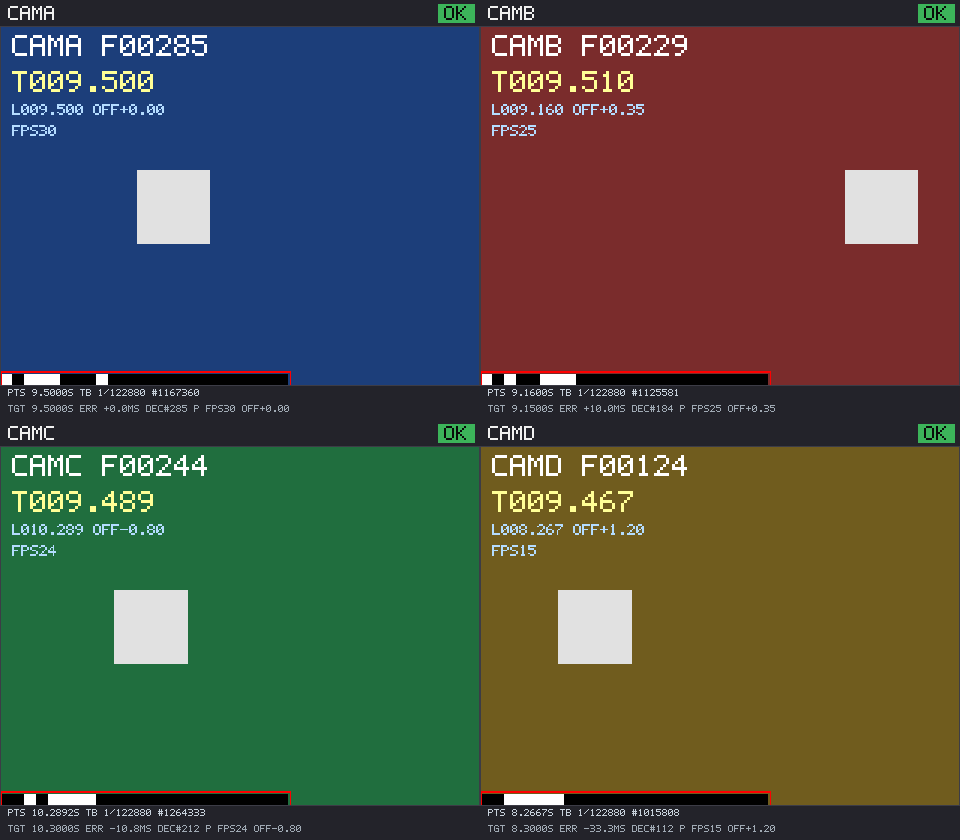 CAMA OK
CAMA F00285
T009.500
L009.500 OFF+0.00
FPS30
PTS 9.5000S TB 1/122880 #1167360
TGT 9.5000S ERR +0.0MS DEC#285 P FPS30 OFF+0.00
CAMB OK
CAMB F00229
T009.510
L009.160 OFF+0.35
FPS25
PTS 9.1600S TB 1/122880 #1125581
TGT 9.1500S ERR +10.0MS DEC#184 P FPS25 OFF+0.35
CAMC OK
CAMC F00244
T009.489
L010.289 OFF-0.80
FPS24
PTS 10.2892S TB 1/122880 #1264333
TGT 10.3000S ERR -10.8MS DEC#212 P FPS24 OFF-0.80
CAMD OK
CAMD F00124
T009.467
L008.267 OFF+1.20
FPS15
PTS 8.2667S TB 1/122880 #1015808
TGT 8.3000S ERR -33.3MS DEC#112 P FPS15 OFF+1.20